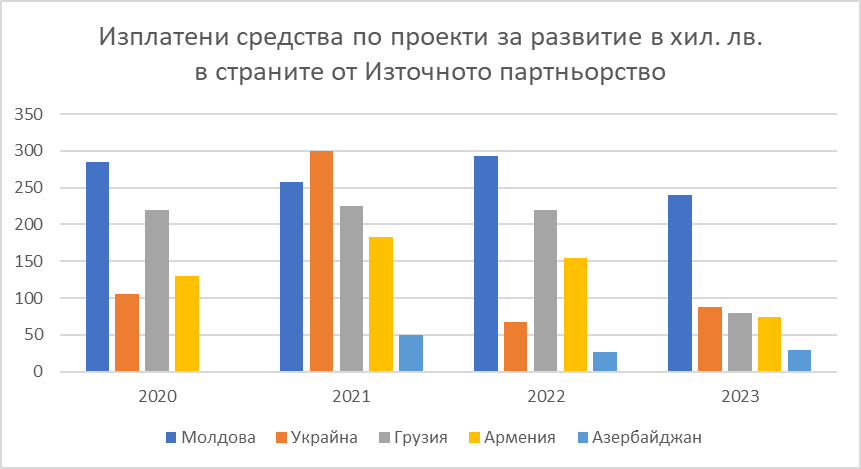 Изплатени средства по проекти за развитие в хил. лв.
в страните от Източното партньорство
350
300
250
200
150
100
50
0
2020 2021 2022 2023
Молдова Украйна Грузия Армения Азербайджан